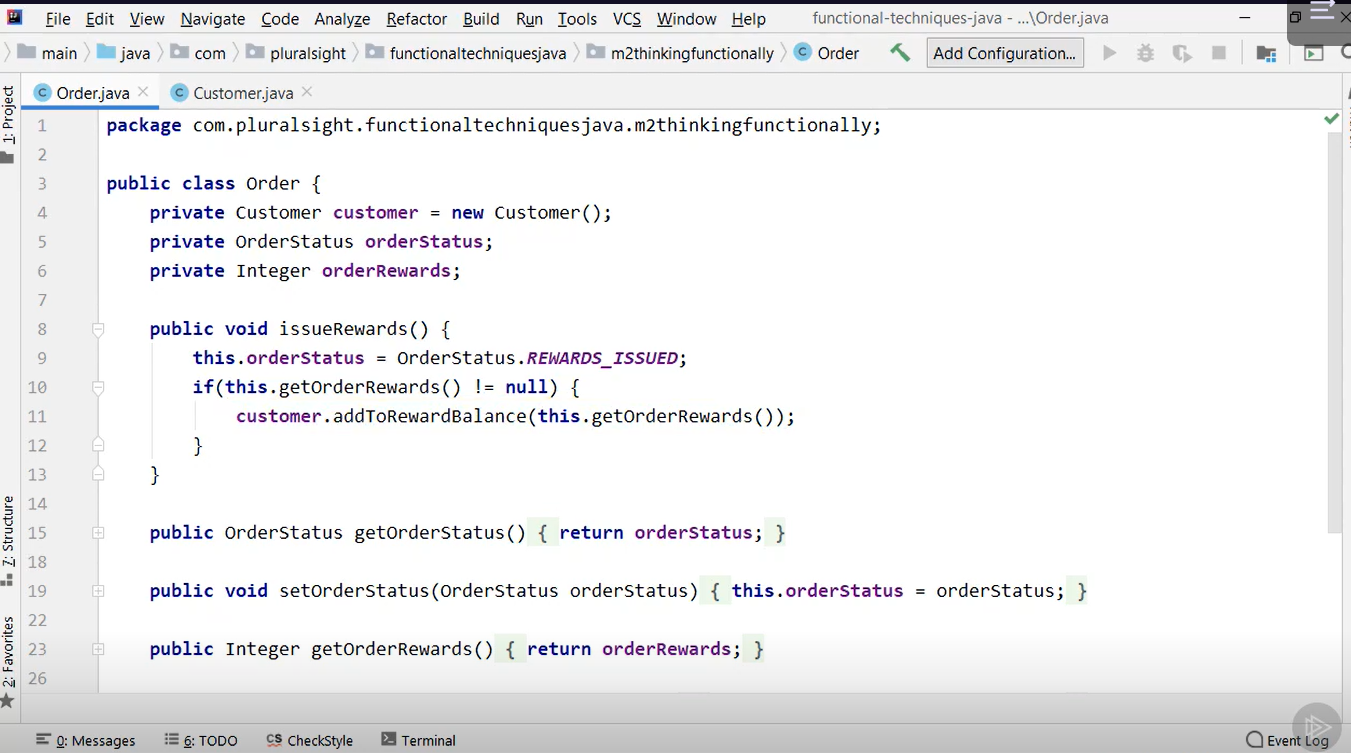 File Edit View Navigate Code Analyze Refactor Build Run Tools VCS Window Help functional-techniques-java - ...\Order.java
main java com pluralsight functionaltechniquesjava m2thinkingfunctionally Order Add Configuration...
Order.java Customer.java
1: Project
1 package com.pluralsight.functionaltechniquesjava.m2thinkingfunctionally;
2
3 public class Order {
4 private Customer customer = new Customer();
5 private OrderStatus orderStatus;
6 private Integer orderRewards;
7
8 public void issueRewards() {
9 this.orderStatus = OrderStatus.REWARDS_ISSUED;
10 if(this.getOrderRewards() != null) {
11 customer.addToRewardBalance(this.getOrderRewards());
12 }
13 }
14
15 public OrderStatus getOrderStatus() { return orderStatus; }
18
19 public void setOrderStatus(OrderStatus orderStatus) { this.orderStatus = orderStatus; }
22
23 public Integer getOrderRewards() { return orderRewards; }
26
7: Structure
2: Favorites
0: Messages 6: TODO CS CheckStyle Terminal Event Log